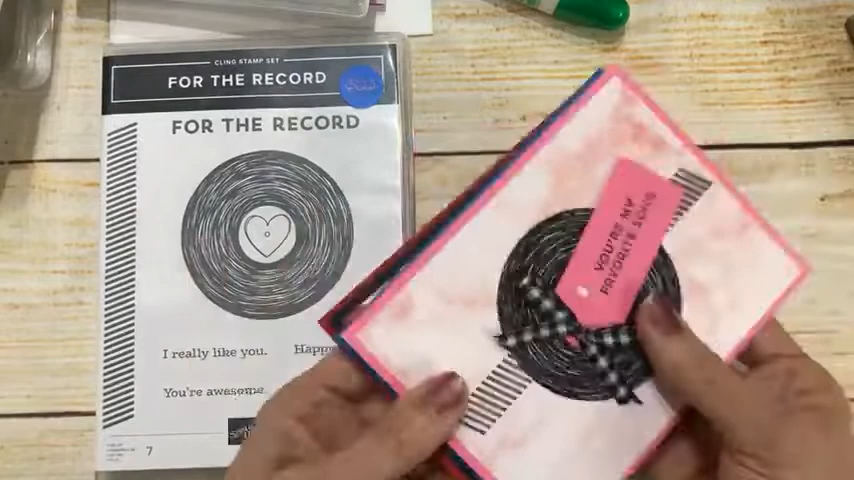 CLING STAMP SET
FOR THE RECORD
FOR THE RECORD
I really like you.
Happy
You're awesome.
7
YOU'RE MY
FAVORITE SONG